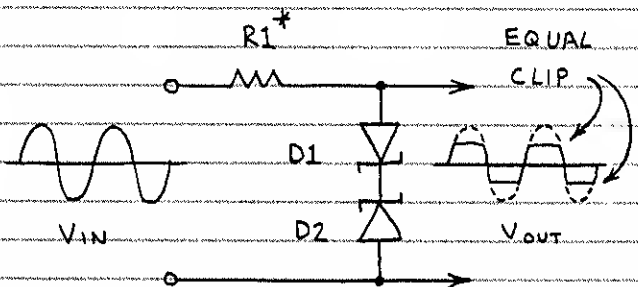 R1*
EQUAL
CLIP
D1
D2
VIN
VOUT